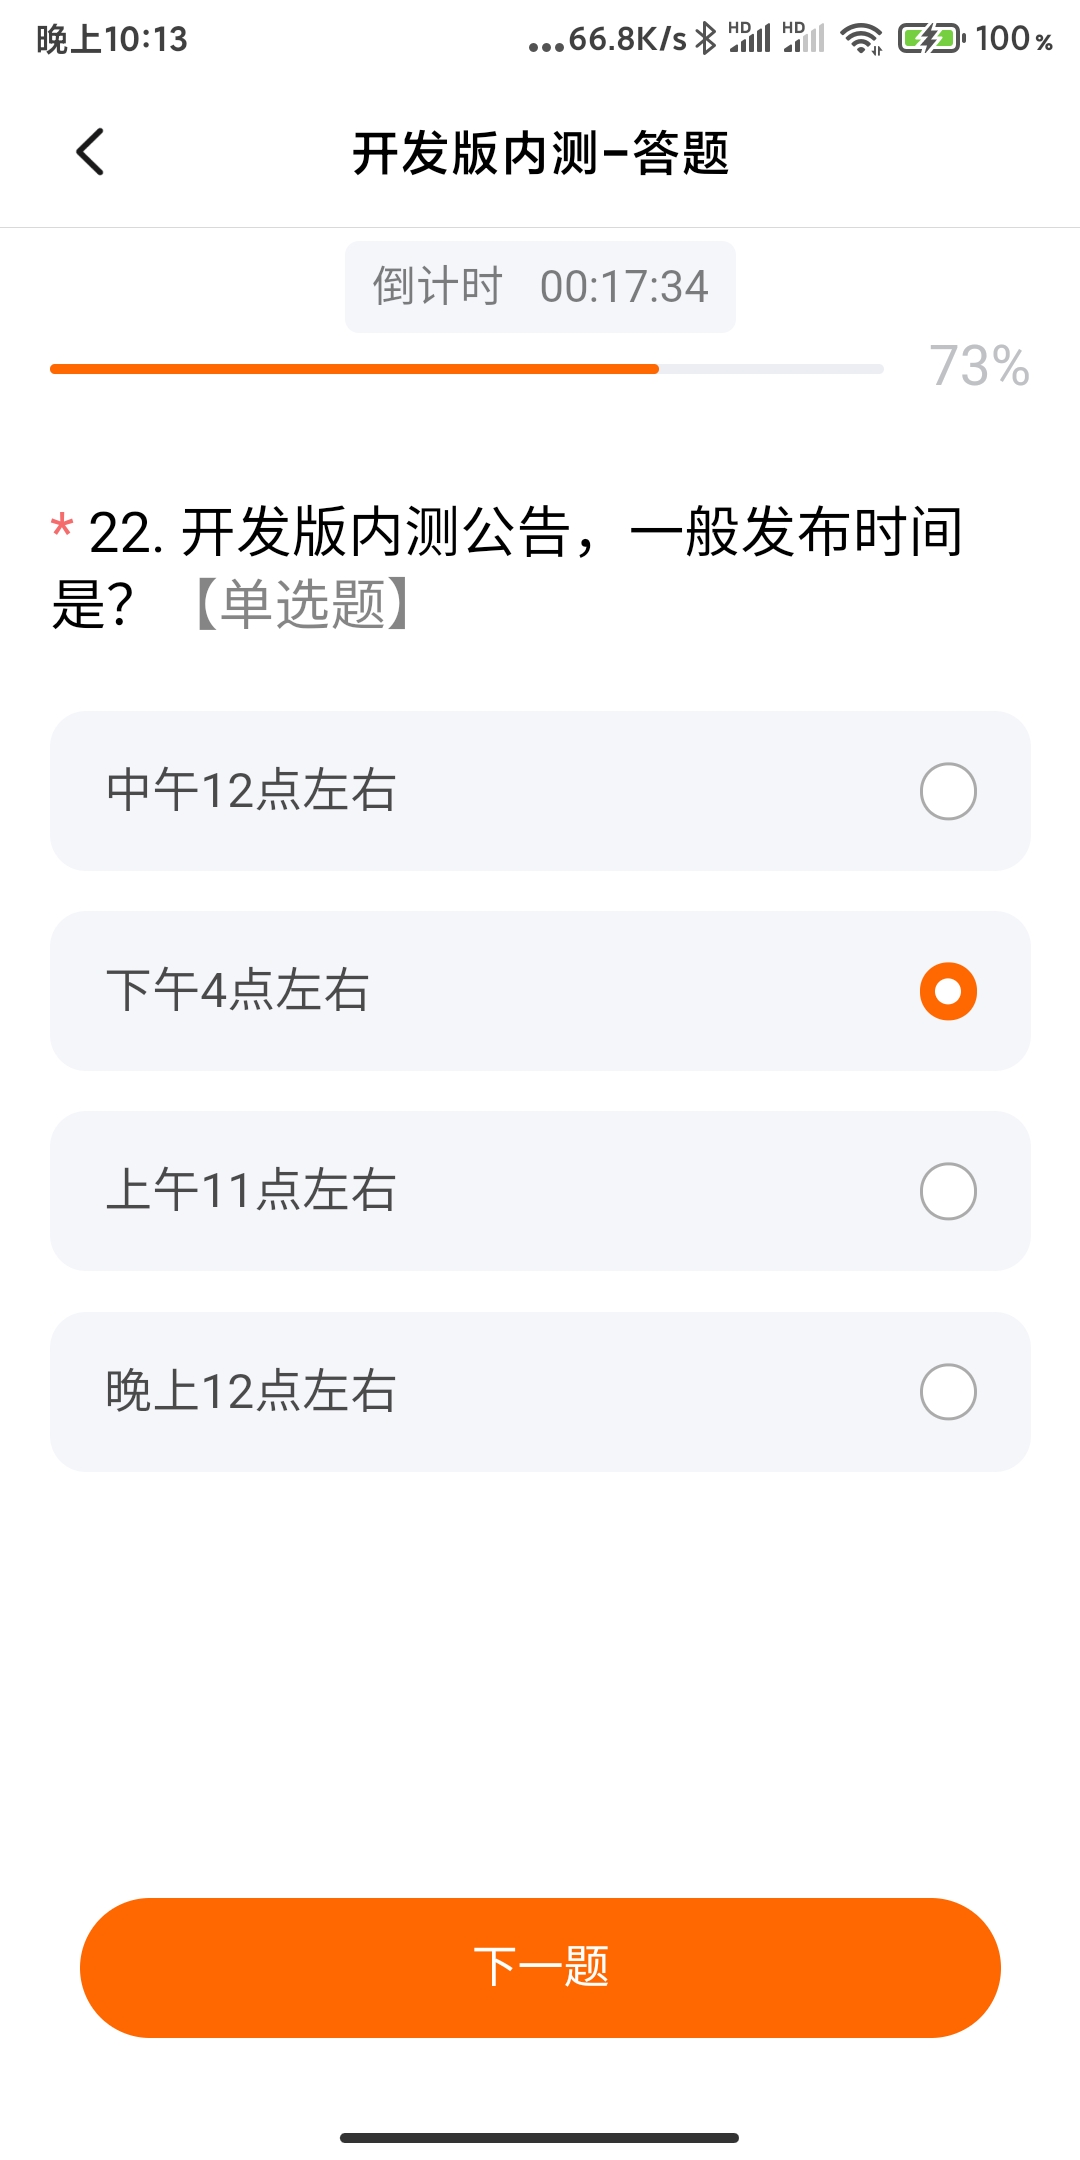 晚上10:13 ...66.8K/s HD HD 100%
开发版内测-答题
倒计时 00:17:34
73%
* 22. 开发版内测公告，一般发布时间
是？【单选题】
中午12点左右
下午4点左右
上午11点左右
晚上12点左右
下一题